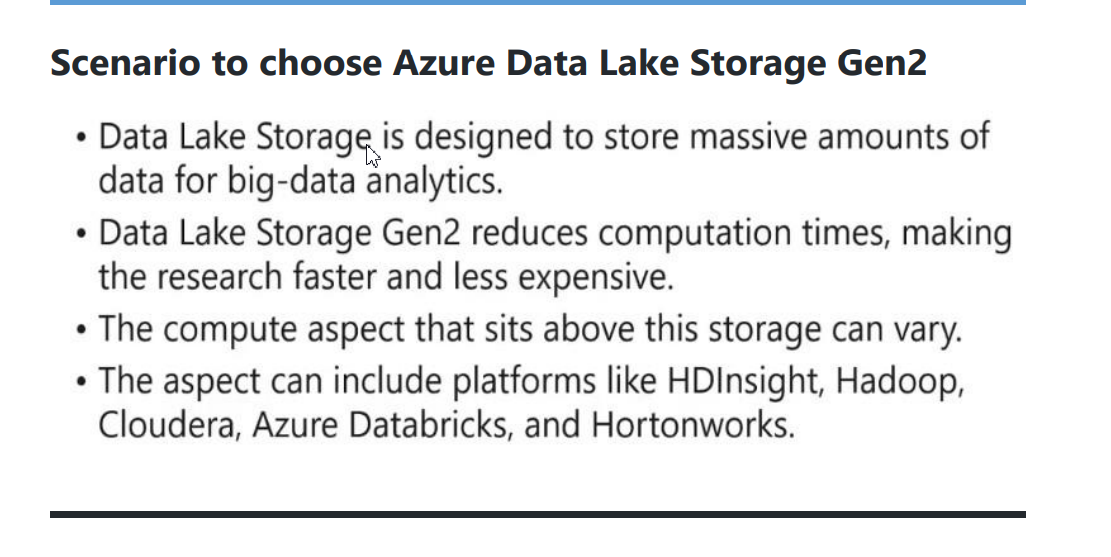 Scenario to choose Azure Data Lake Storage Gen2
• Data Lake Storage is designed to store massive amounts of
data for big-data analytics.
• Data Lake Storage Gen2 reduces computation times, making
the research faster and less expensive.
• The compute aspect that sits above this storage can vary.
• The aspect can include platforms like HDInsight, Hadoop,
Cloudera, Azure Databricks, and Hortonworks.